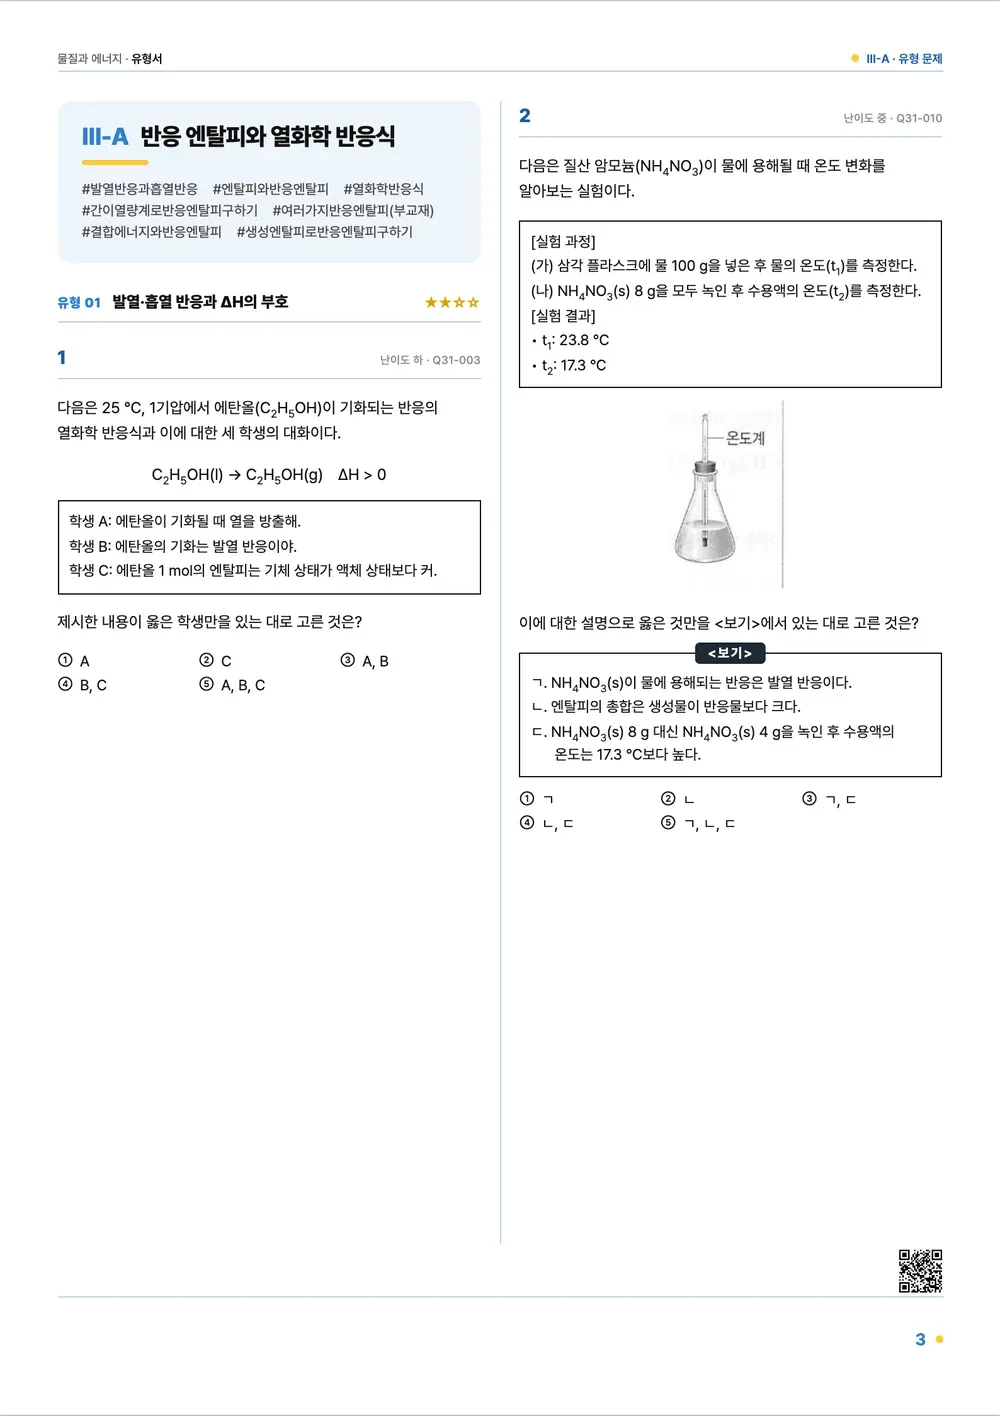 물질과 에너지 · 유형서
III-A · 유형 문제
III-A 반응 엔탈피와 열화학 반응식
#발열반응과흡열반응 #엔탈피와반응엔탈피 #열화학반응식
#간이열량계로반응엔탈피구하기 #여러가지반응엔탈피(부교재)
#결합에너지와반응엔탈피 #생성엔탈피로반응엔탈피구하기
유형 01 발열·흡열 반응과 ΔH의 부호 ★★☆☆
1 난이도 하 · Q31-003
다음은 25 °C, 1기압에서 에탄올(C₂H₅OH)이 기화되는 반응의
열화학 반응식과 이에 대한 세 학생의 대화이다.
C₂H₅OH(l) → C₂H₅OH(g) ΔH > 0
학생 A: 에탄올이 기화될 때 열을 방출해.
학생 B: 에탄올의 기화는 발열 반응이야.
학생 C: 에탄올 1 mol의 엔탈피는 기체 상태가 액체 상태보다 커.
제시한 내용이 옳은 학생만을 있는 대로 고른 것은?
① A ② C ③ A, B
④ B, C ⑤ A, B, C
2 난이도 중 · Q31-010
다음은 질산 암모늄(NH₄NO₃)이 물에 용해될 때 온도 변화를
알아보는 실험이다.
[실험 과정]
(가) 삼각 플라스크에 물 100 g을 넣은 후 물의 온도(t₁)를 측정한다.
(나) NH₄NO₃(s) 8 g을 모두 녹인 후 수용액의 온도(t₂)를 측정한다.
[실험 결과]
• t₁: 23.8 °C
• t₂: 17.3 °C
온도계
이에 대한 설명으로 옳은 것만을 <보기>에서 있는 대로 고른 것은?
<보기>
ㄱ. NH₄NO₃(s)이 물에 용해되는 반응은 발열 반응이다.
ㄴ. 엔탈피의 총합은 생성물이 반응물보다 크다.
ㄷ. NH₄NO₃(s) 8 g 대신 NH₄NO₃(s) 4 g을 녹인 후 수용액의
온도는 17.3 °C보다 높다.
① ㄱ ② ㄴ ③ ㄱ, ㄷ
④ ㄴ, ㄷ ⑤ ㄱ, ㄴ, ㄷ
3